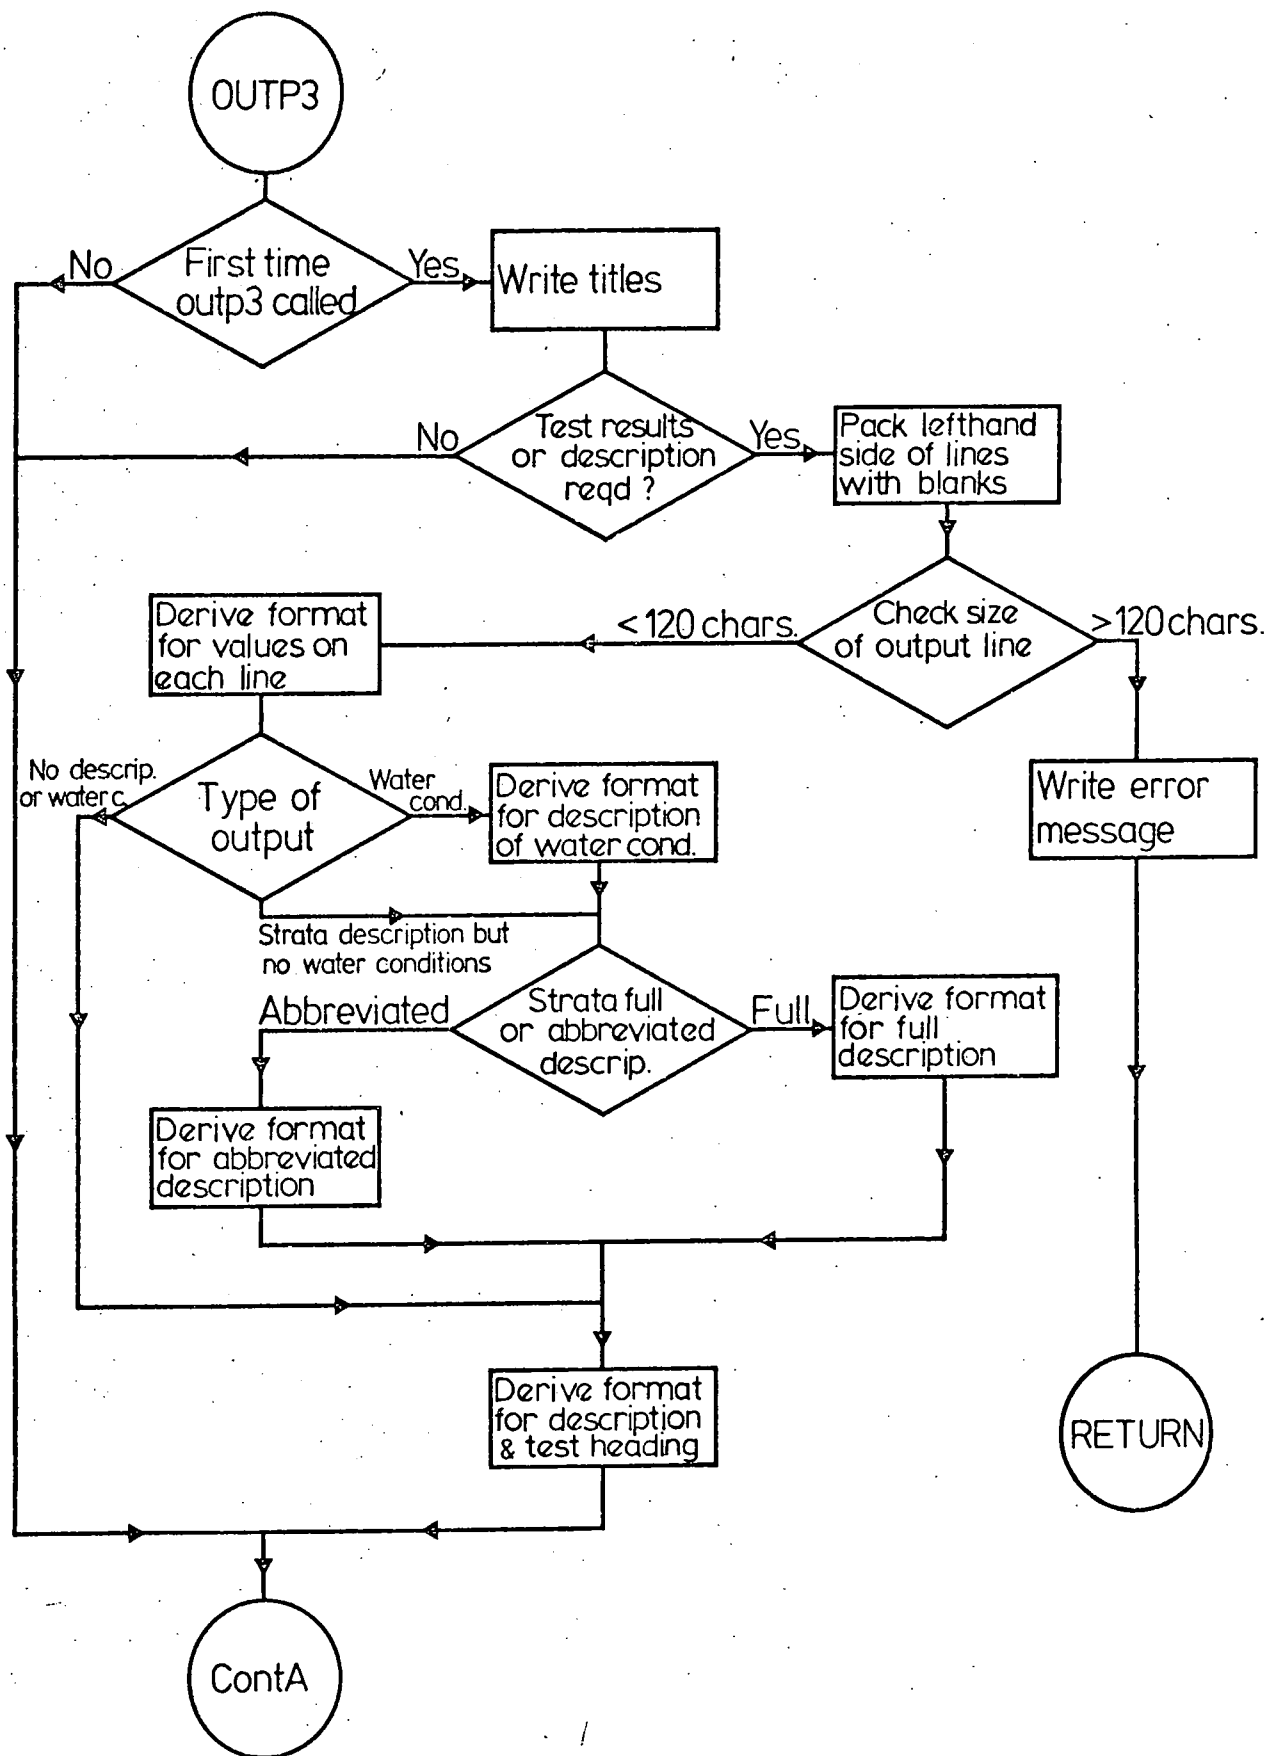 OUTP3
No
First time
outp3 called
Yes
Write titles
No
Test results
or description
reqd ?
Yes
Pack lefthand
side of lines
with blanks
Derive format
for values on
each line
< 120 chars.
Check size
of output line
>120 chars.
No descrip.
or water c.
Type of
output
Water
cond.
Derive format
for description
of water cond.
Write error
message
Strata description but
no water conditions
Abbreviated
Strata full
or abbreviated
descrip.
Full
Derive format
for full
description
Derive format
for abbreviated
description
Derive format
for description
& test heading
RETURN
ContA